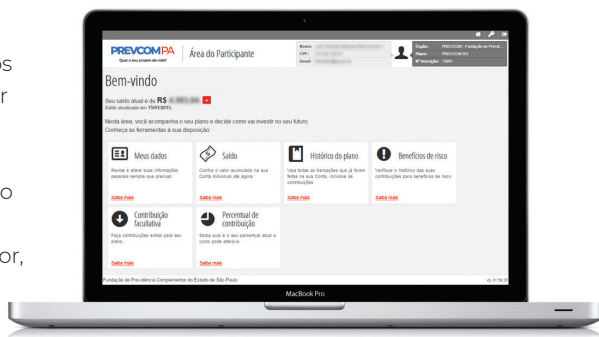 os
or
o
or,
PREVCOM PA
Qual o seu projeto de vida?
Área do Participante
Nome:
CPF:
Email:
Órgão: PREVCOM - Fundação de Previd...
Plano: PREVCOM RG
Nº Inscrição:
Bem-vindo
Seu saldo atual é de R$
Saldo atualizado em 15/01/2015.
Nesta área, você acompanha o seu plano e decide como vai investir no seu futuro.
Conheça as ferramentas à sua disposição:
Meus dados
Revise e altere suas informações pessoais sempre que precisar.
Saiba mais
Saldo
Confira o valor acumulado na sua Conta Individual até agora.
Saiba mais
Histórico do plano
Veja todas as transações que já foram feitas na sua Conta, inclusive as contribuições.
Saiba mais
Benefícios de risco
Verifique o histórico das suas contribuições para benefícios de risco.
Saiba mais
Contribuição facultativa
Faça contribuições extras para seu plano.
Saiba mais
Percentual de contribuição
Saiba qual é o seu percentual atual e como pode alterá-lo.
Saiba mais
Fundação de Previdência Complementar do Estado de São Paulo
MacBook Pro